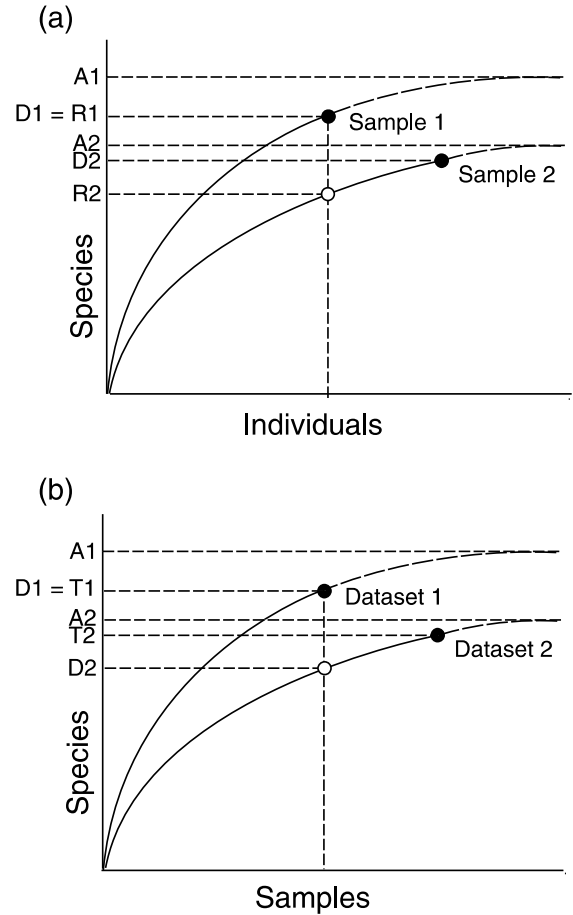 (a)
A1
D1 = R1
Sample 1
A2
D2
Sample 2
R2
Species
Individuals
(b)
A1
D1 = T1
Dataset 1
A2
T2
Dataset 2
D2
Species
Samples